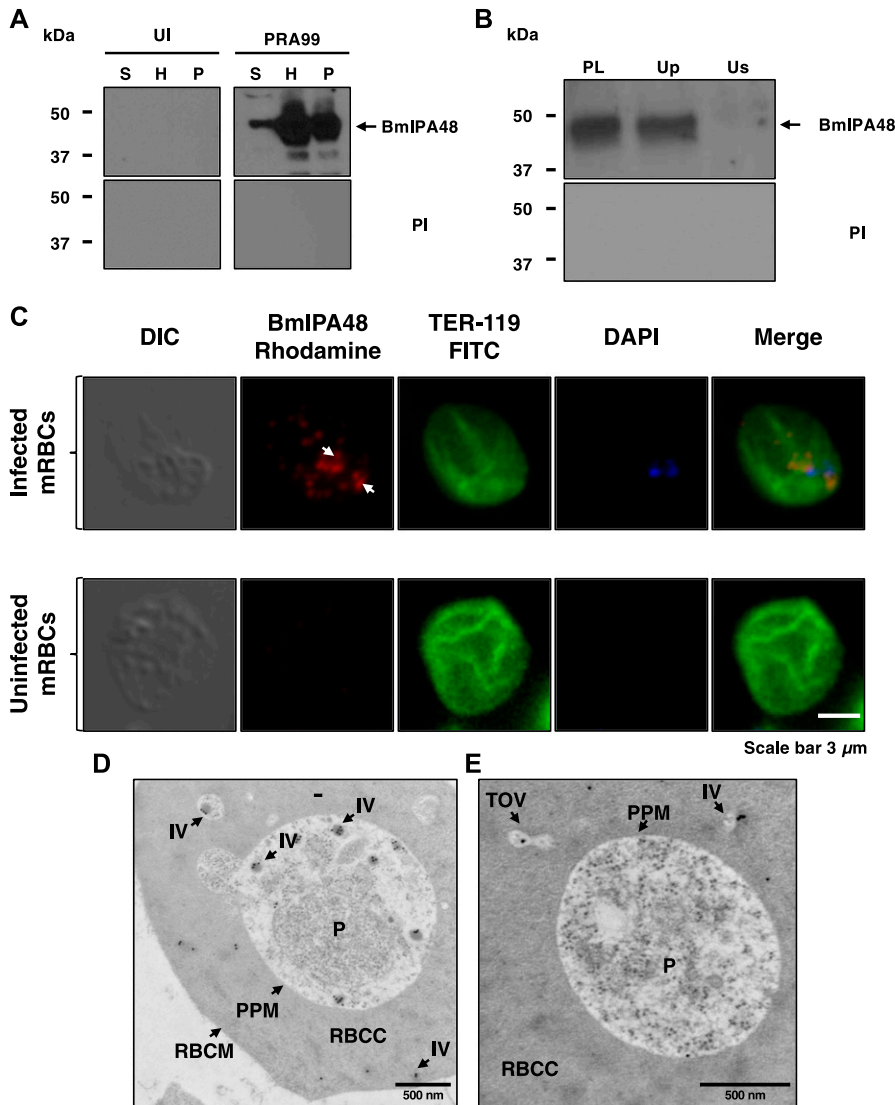 A
kDa
UI
PRA99
S H P
S H P
50
37
BmIPA48
50
37
PI
B
kDa
PL Up Us
50
37
BmIPA48
50
37
PI
C
DIC
BmIPA48
Rhodamine
TER-119
FITC
DAPI
Merge
Infected
mRBCs
Uninfected
mRBCs
Scale bar 3 µm
D
IV
IV
IV
P
PPM
RBCM
RBCC
IV
500 nm
E
TOV
PPM
IV
P
RBCC
500 nm